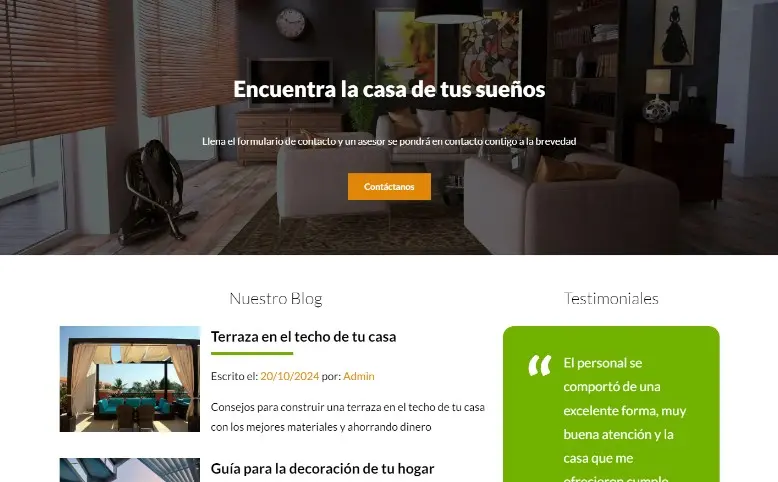 Encuentra la casa de tus sueños
Llena el formulario de contacto y un asesor se pondrá en contacto contigo a la brevedad
Contáctanos
Nuestro Blog
Terraza en el techo de tu casa
Escrito el: 20/10/2024 por: Admin
Consejos para construir una terraza en el techo de tu casa
con los mejores materiales y ahorrando dinero
Guía para la decoración de tu hogar
Testimoniales
“
El personal se
comportó de una
excelente forma, muy
buena atención y la
casa que me
ofrecieron cumple